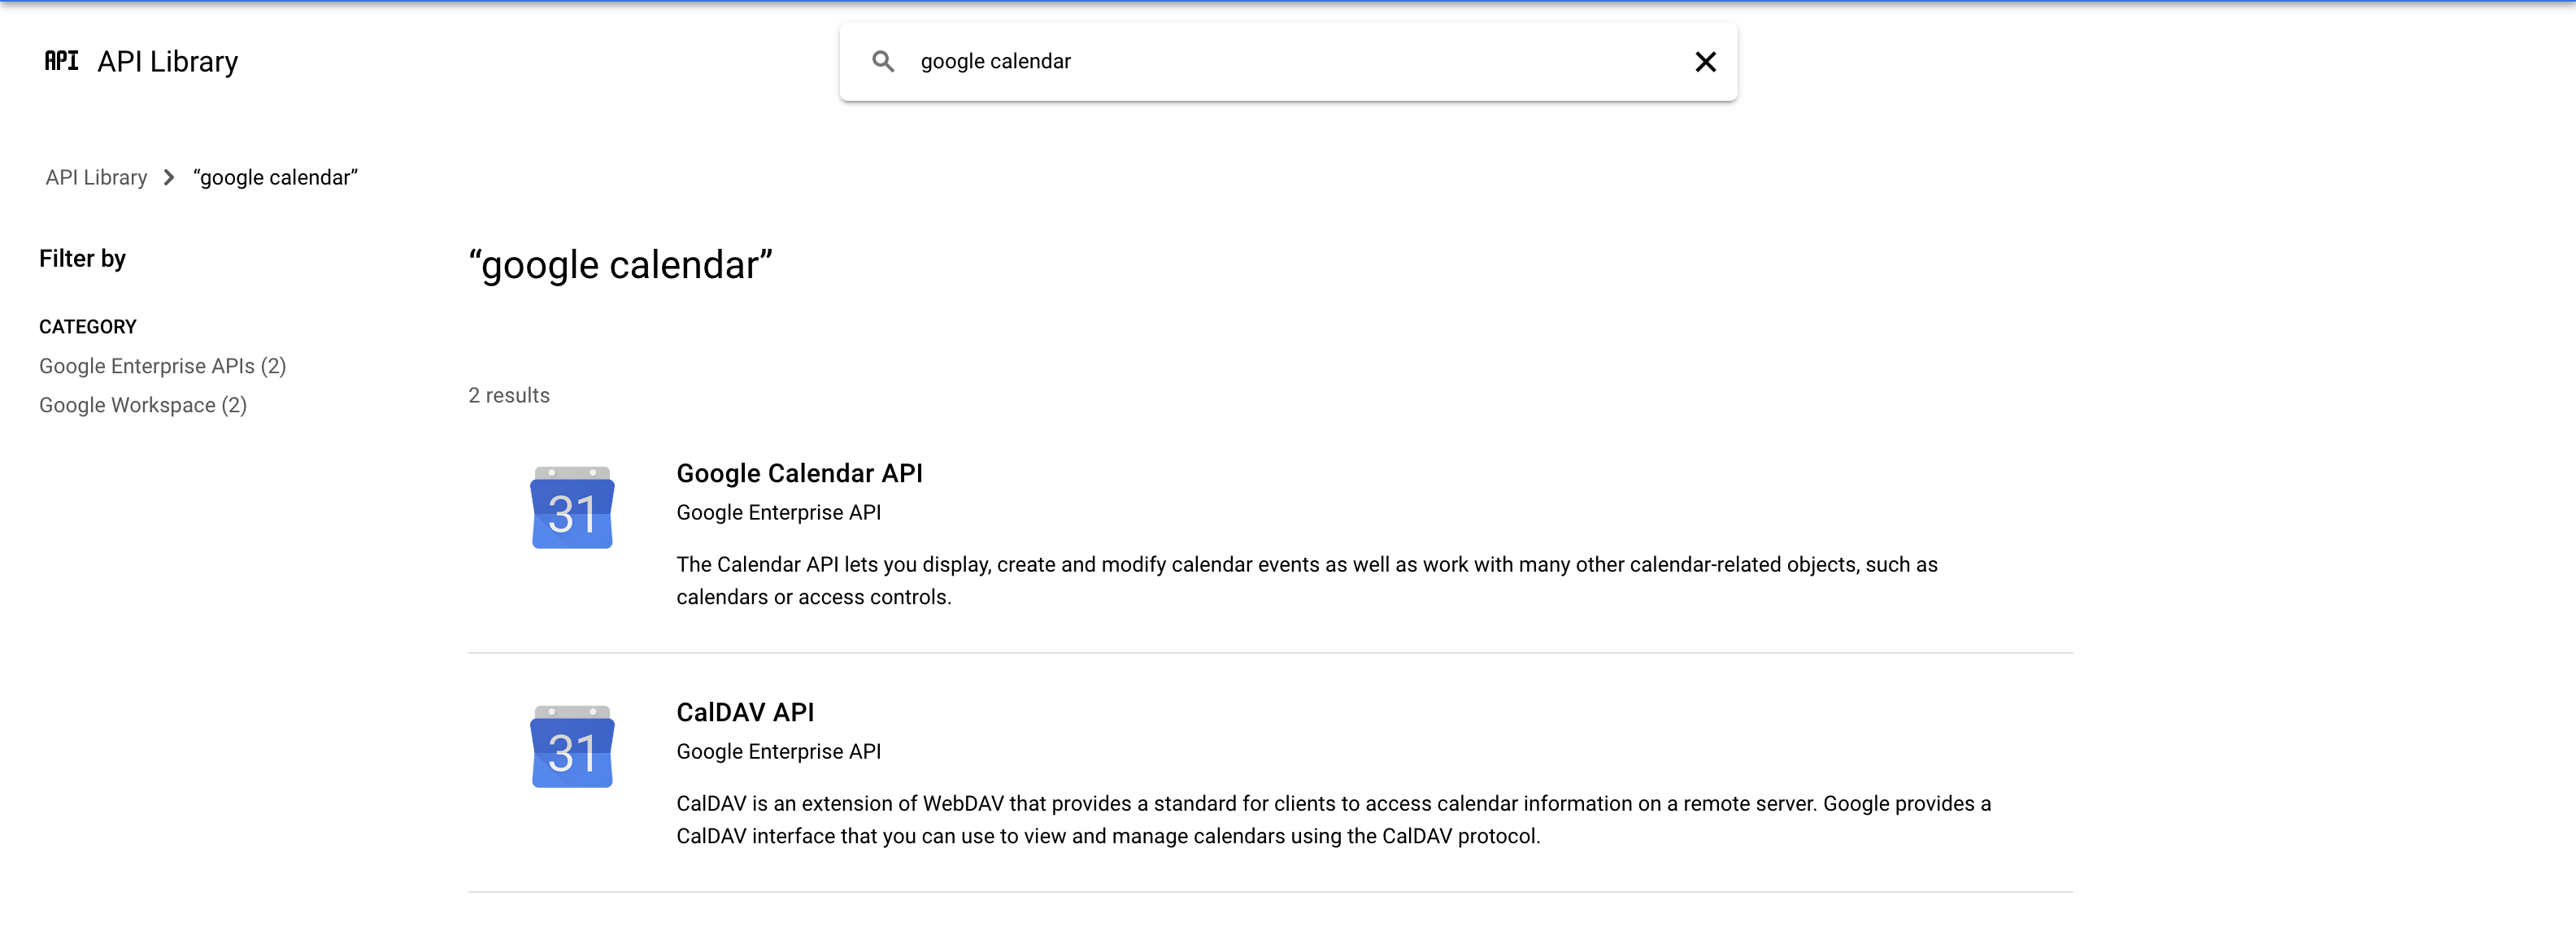 API API Library
google calendar
API Library
“google calendar”
Filter by
CATEGORY
Google Enterprise APIs (2)
Google Workspace (2)
“google calendar”
2 results
31
Google Calendar API
Google Enterprise API
The Calendar API lets you display, create and modify calendar events as well as work with many other calendar-related objects, such as
calendars or access controls.
31
CalDAV API
Google Enterprise API
CalDAV is an extension of WebDAV that provides a standard for clients to access calendar information on a remote server. Google provides a
CalDAV interface that you can use to view and manage calendars using the CalDAV protocol.